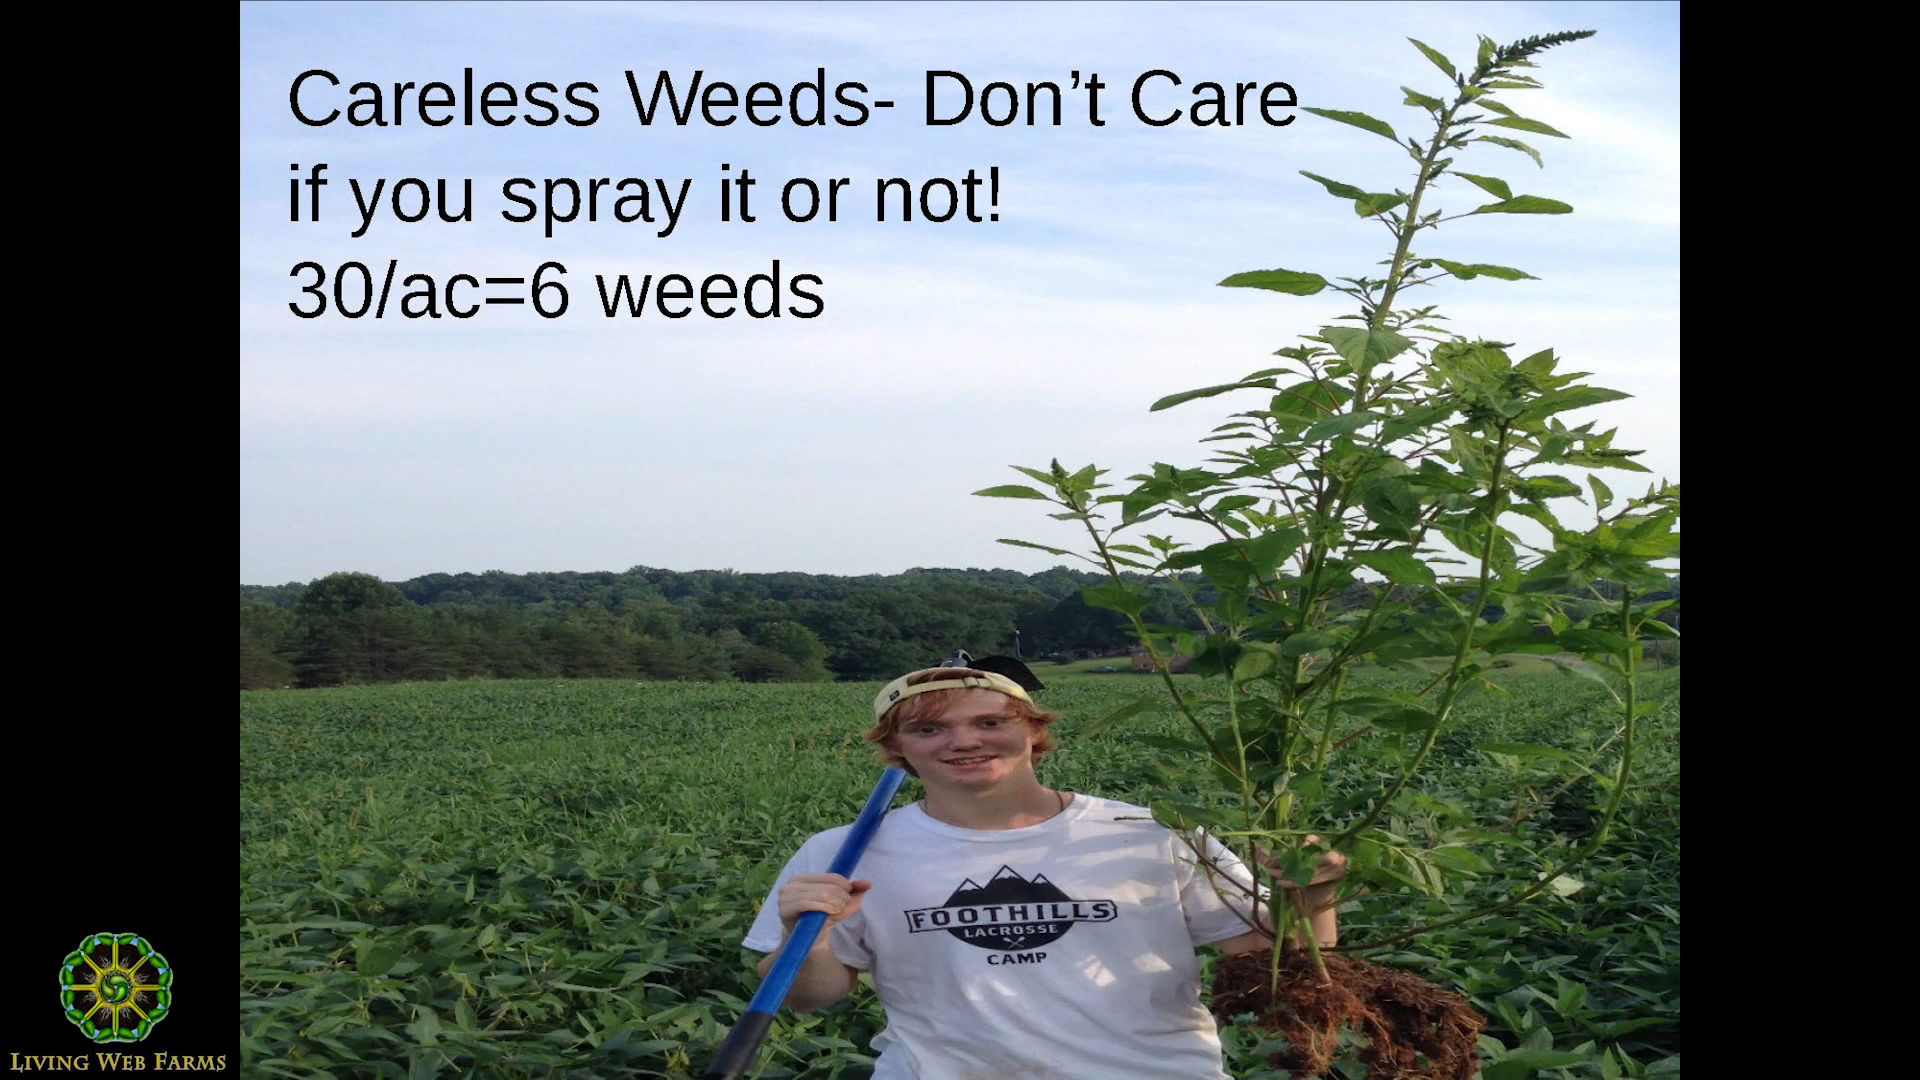 Careless Weeds- Don’t Care
if you spray it or not!
30/ac=6 weeds
FOOTHILLS
LACROSSE
CAMP
LIVING WEB FARMS